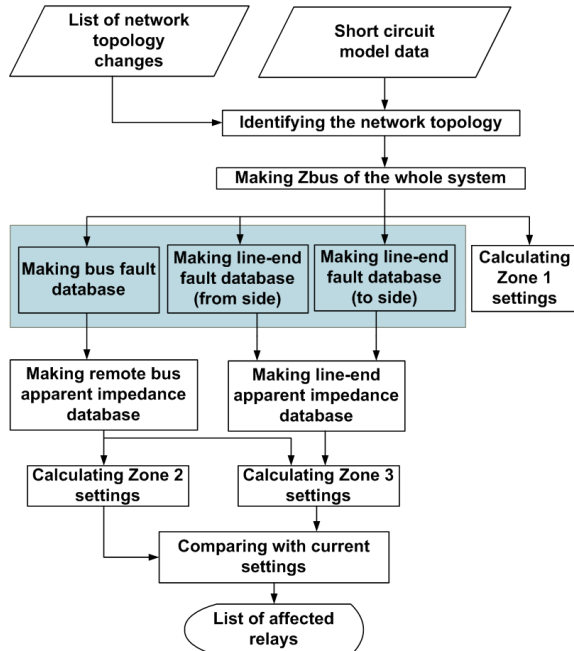 List of network
topology
changes
Short circuit
model data
Identifying the network topology
Making Zbus of the whole system
Making bus fault
database
Making line-end
fault database
(from side)
Making line-end
fault database
(to side)
Calculating
Zone 1
settings
Making remote bus
apparent impedance
database
Making line-end
apparent impedance
database
Calculating Zone 2
settings
Calculating Zone 3
settings
Comparing with current
settings
List of affected
relays